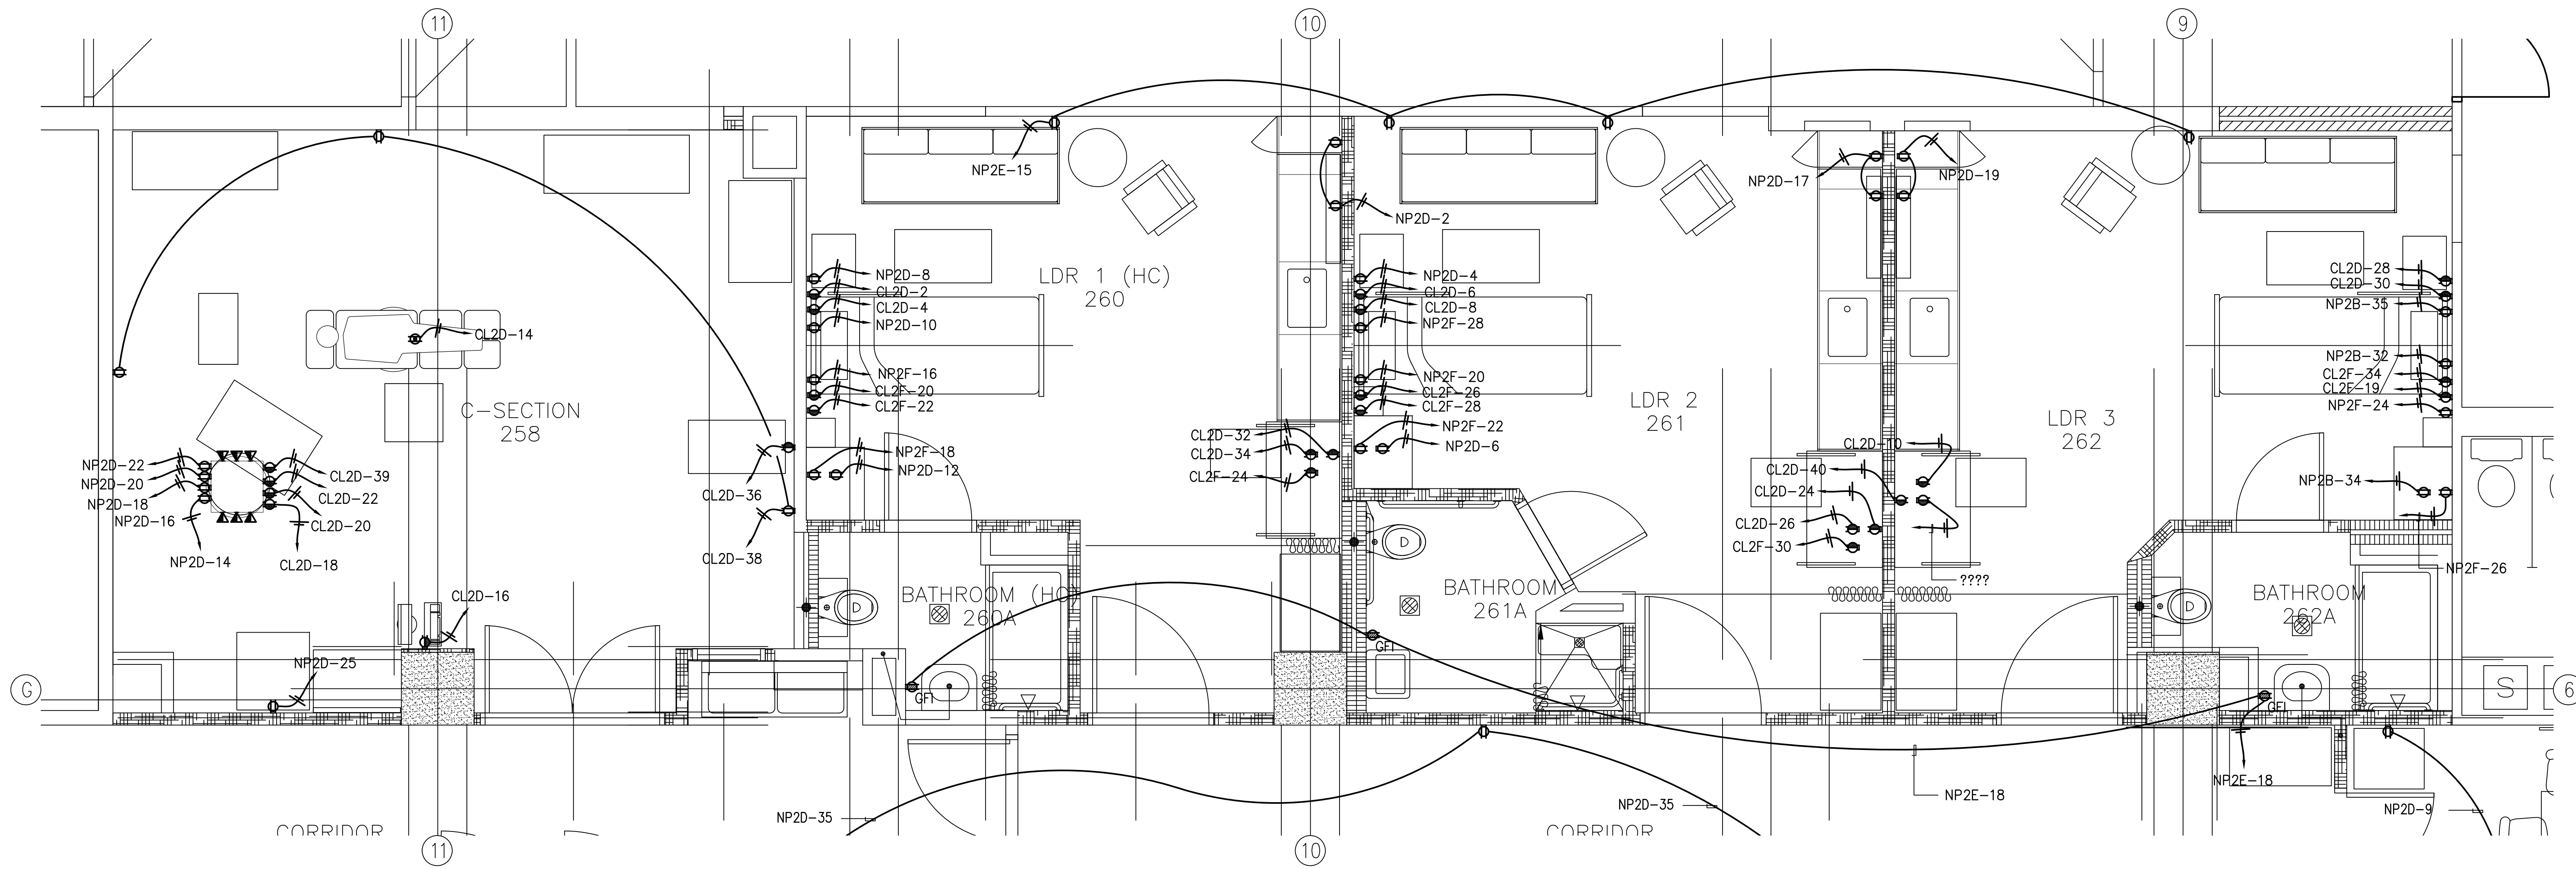 11
10
9
NP2E-15
NP2D-17
NP2D-19
NP2D-2
NP2D-8
CL2D-2
CL2D-4
NP2D-10
LDR 1 (HC)
260
NP2D-4
CL2D-6
CL2D-8
NP2F-28
CL2D-28
CL2D-30
NP2B-35
CL2D-14
NP2F-16
CL2F-20
CL2F-22
NP2F-20
CL2F-26
CL2F-28
NP2B-32
CL2F-34
CL2F-19
NP2F-24
C-SECTION
258
LDR 2
261
LDR 3
262
CL2D-32
CL2D-34
CL2F-24
NP2F-22
NP2D-6
CL2D-10
CL2D-40
CL2D-24
CL2D-26
CL2F-30
NP2F-18
NP2D-12
NP2B-34
NP2D-22
NP2D-20
NP2D-18
NP2D-16
NP2D-14
CL2D-39
CL2D-22
CL2D-20
CL2D-18
CL2D-36
CL2D-38
????
NP2F-26
CL2D-16
BATHROOM (HC)
260A
BATHROOM
261A
BATHROOM
262A
GFI
NP2D-25
G
GFI
GFI
S
6
NP2E-18
NP2E-18
NP2D-35
NP2D-35
NP2D-9
CORRIDOR
CORRIDOR
11
10